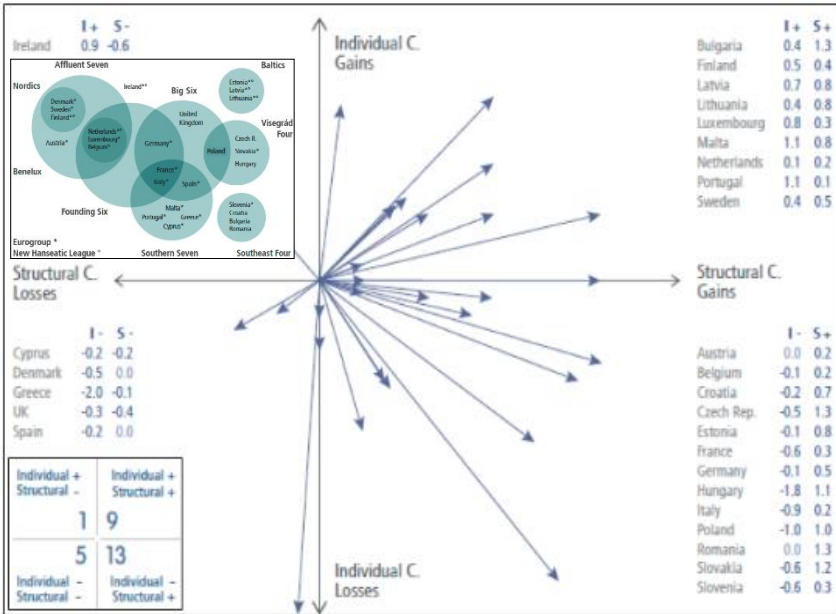 I + S -
Ireland 0.9 -0.6
Individual C.
Gains
I + S +
Bulgaria 0.4 1.3
Finland 0.5 0.4
Latvia 0.7 0.8
Lithuania 0.4 0.8
Luxembourg 0.8 0.3
Malta 1.1 0.8
Netherlands 0.1 0.2
Portugal 1.1 0.1
Sweden 0.4 0.5
Affluent Seven
Nordics
Ireland*°
Big Six
Baltics
Estonia*°
Latvia*°
Lithuania*°
Denmark°
Sweden°
Finland*°
United
Kingdom
Visegrád
Four
Netherlands*°
Luxembourg*
Belgium*
Austria*
Germany*
Poland
Czech R.
Slovakia*
Hungary
Benelux
France*
Italy*
Spain*
Founding Six
Malta*
Portugal*
Greece*
Cyprus*
Slovenia*
Croatia
Bulgaria
Romania
Eurogroup *
New Hanseatic League °
Southern Seven
Southeast Four
Structural C.
Losses
Structural C.
Gains
I - S -
Cyprus -0.2 -0.2
Denmark -0.5 0.0
Greece -2.0 -0.1
UK -0.3 -0.4
Spain -0.2 0.0
I - S +
Austria 0.0 0.2
Belgium -0.1 0.2
Croatia -0.2 0.7
Czech Rep. -0.5 1.3
Estonia -0.1 0.8
France -0.6 0.3
Germany -0.1 0.5
Hungary -1.8 1.1
Italy -0.9 0.2
Poland -1.0 1.0
Romania 0.0 1.3
Slovakia -0.6 1.2
Slovenia -0.6 0.3
Individual +
Structural -
1
Individual +
Structural +
9
5
Individual -
Structural -
13
Individual -
Structural +
Individual C.
Losses